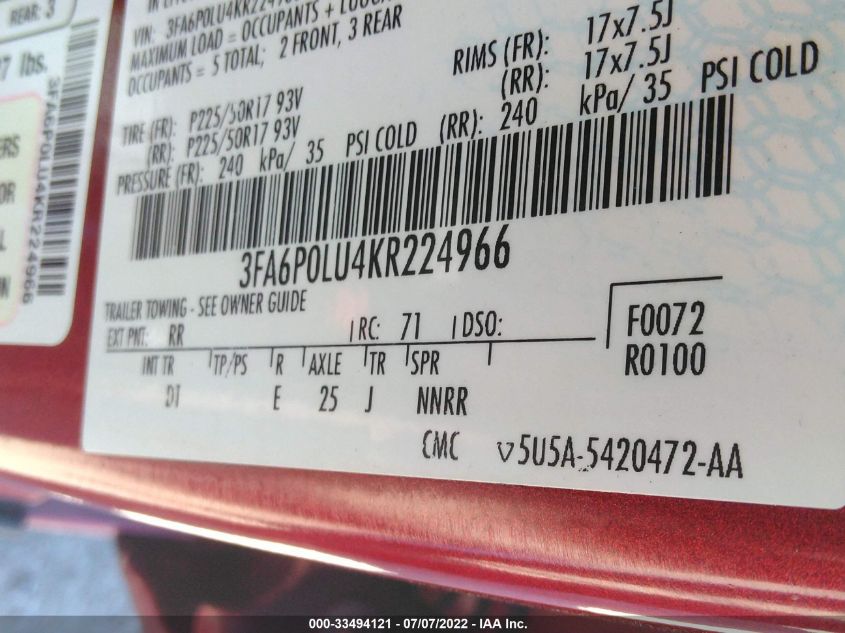 REAR: 3
lbs.
3FA6P0LU4KR224966
VIN:
MAXIMUM LOAD = OCCUPANTS +
OCCUPANTS = 5 TOTAL; 2 FRONT, 3 REAR
RIMS (FR): 17x7.5J
(RR): 17x7.5J
TIRE (FR): P225/50R17 93V
(RR): P225/50R17 93V
PRESSURE (FR): 240 kPa/ 35 PSI COLD (RR): 240 kPa/ 35 PSI COLD
3FA6P0LU4KR224966
TRAILER TOWING - SEE OWNER GUIDE
EXT PNT: RR RC: 71 DSO:
F0072
R0100
INT TR TP/PS R AXLE TR SPR
DT E 25 J NNRR
CMC 5U5A-5420472-AA
000-33494121 - 07/07/2022 - IAA Inc.